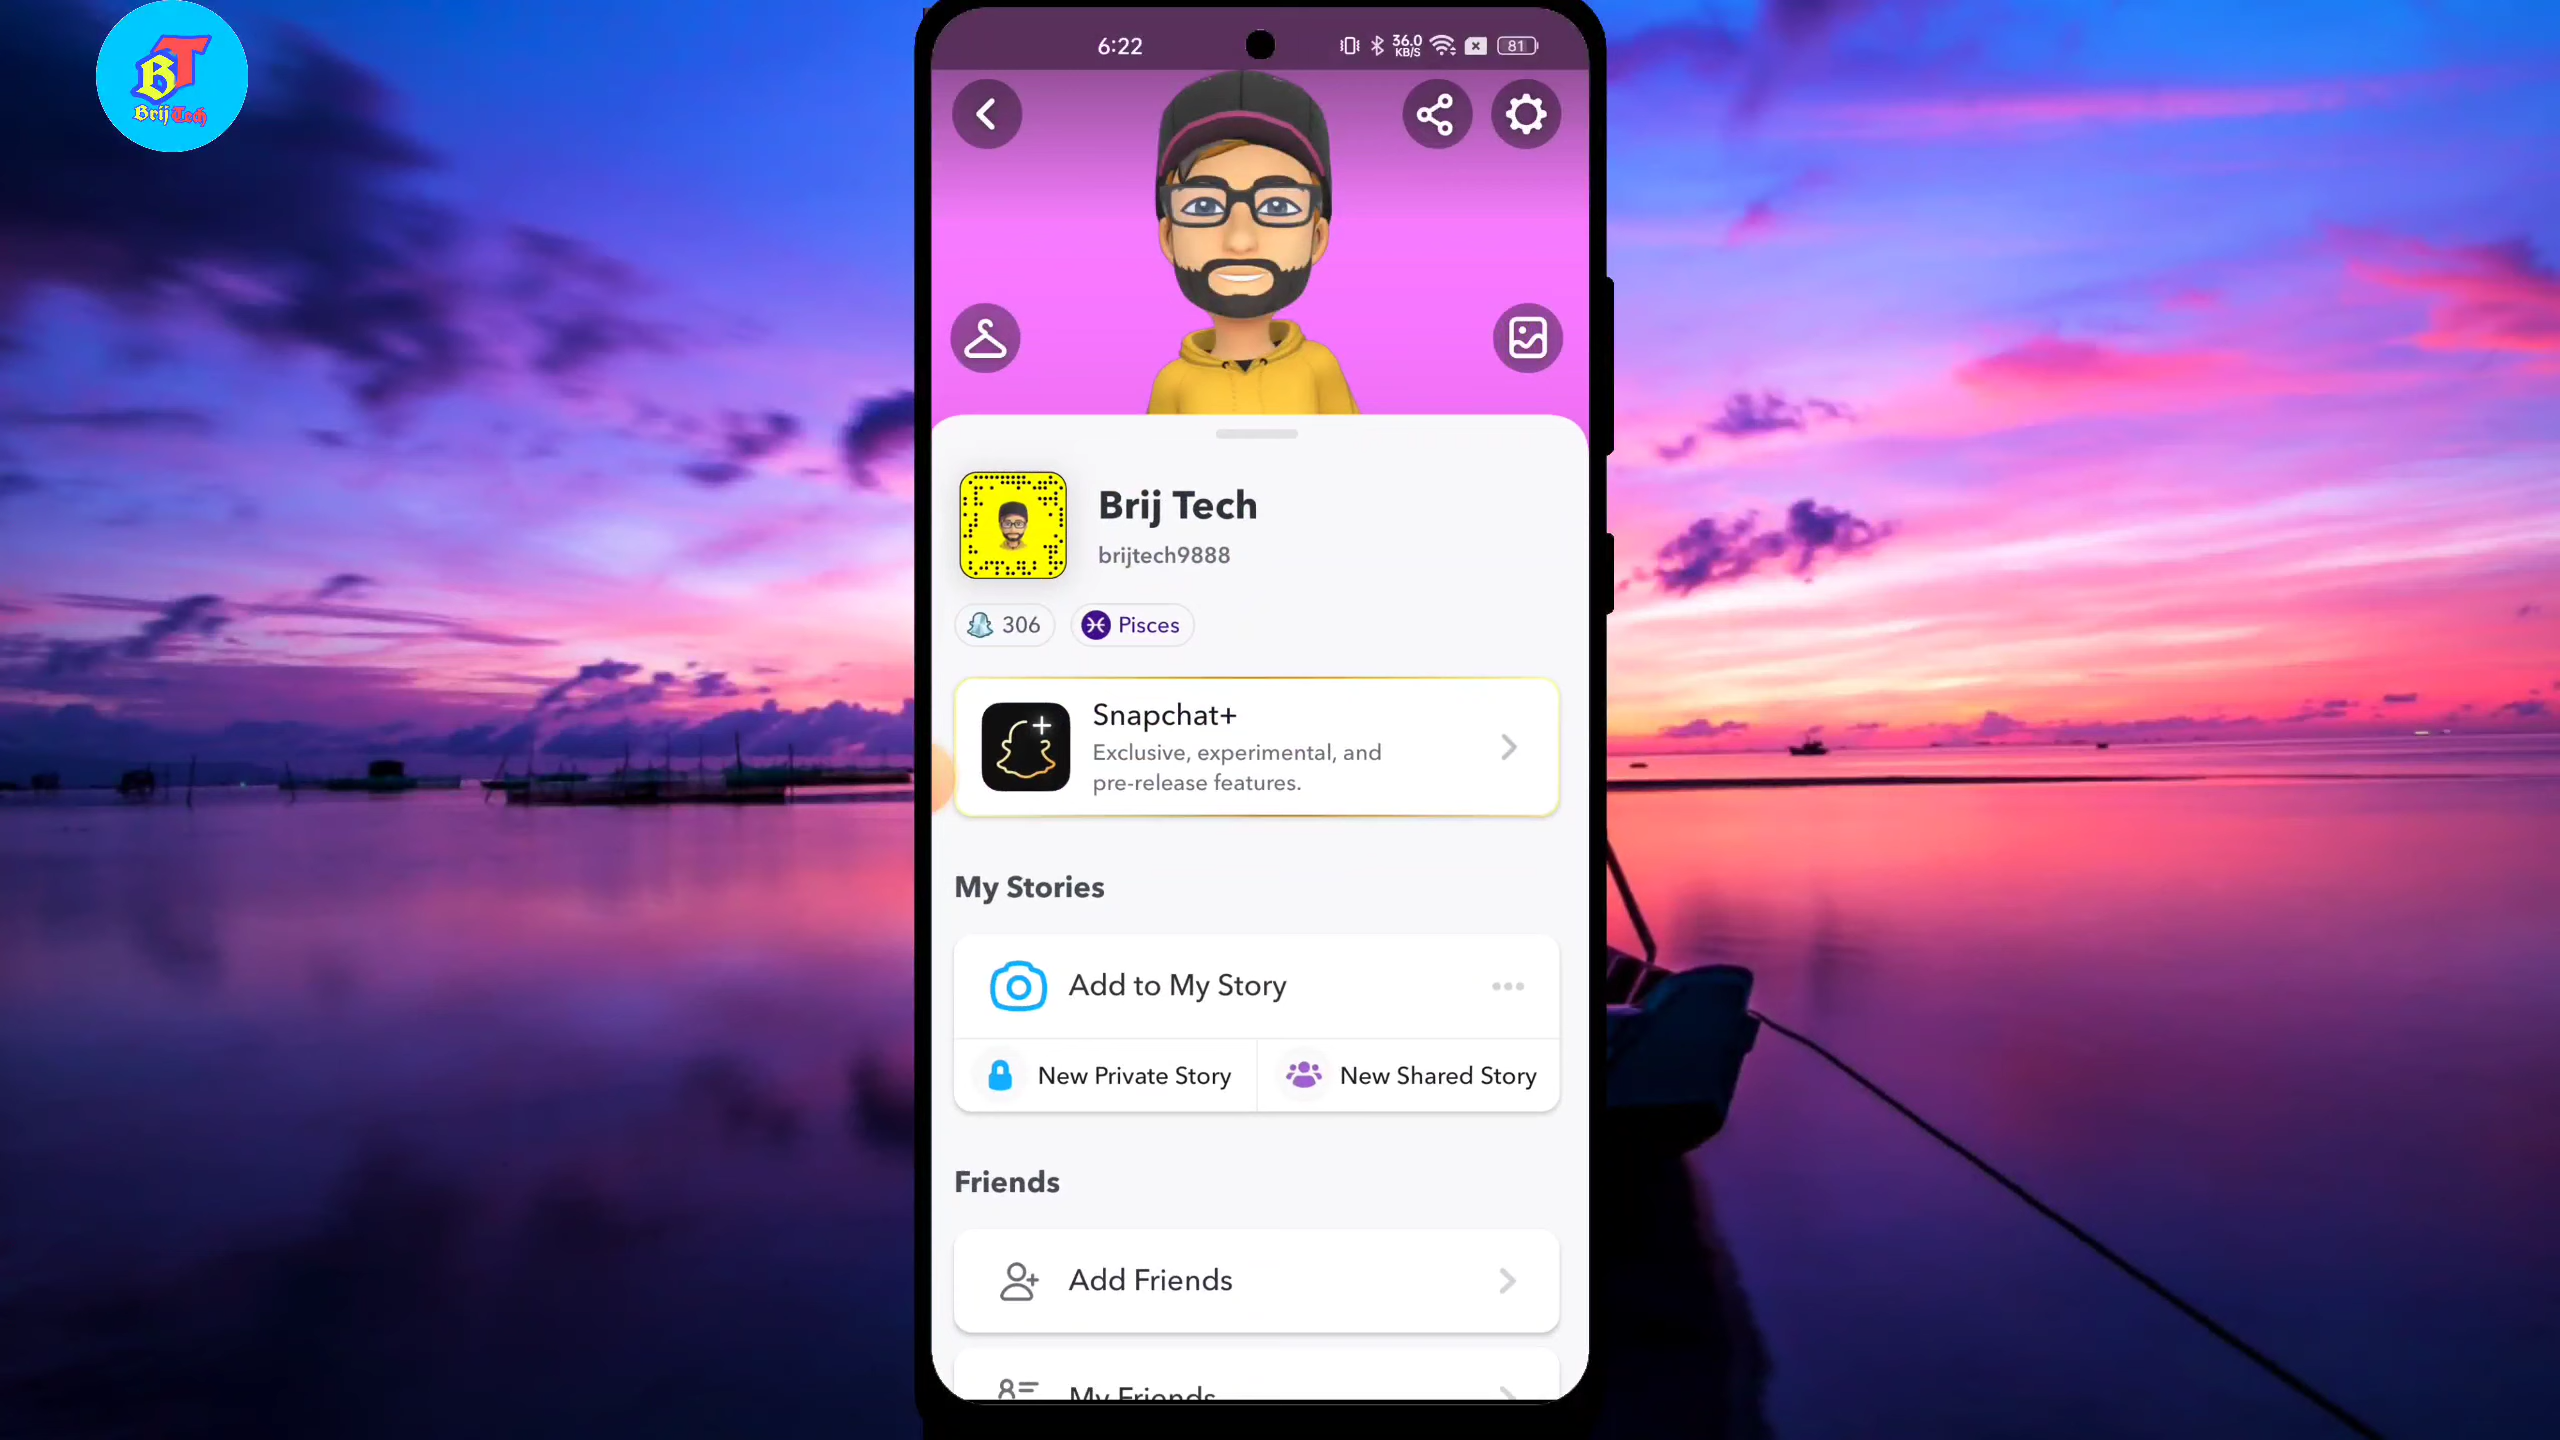 BT
Brij Tech
6:22
36.0
KB/S
81
Brij Tech
brijtech9888
306
Pisces
Snapchat+
Exclusive, experimental, and
pre-release features.
My Stories
Add to My Story
New Private Story
New Shared Story
Friends
Add Friends
My Friends